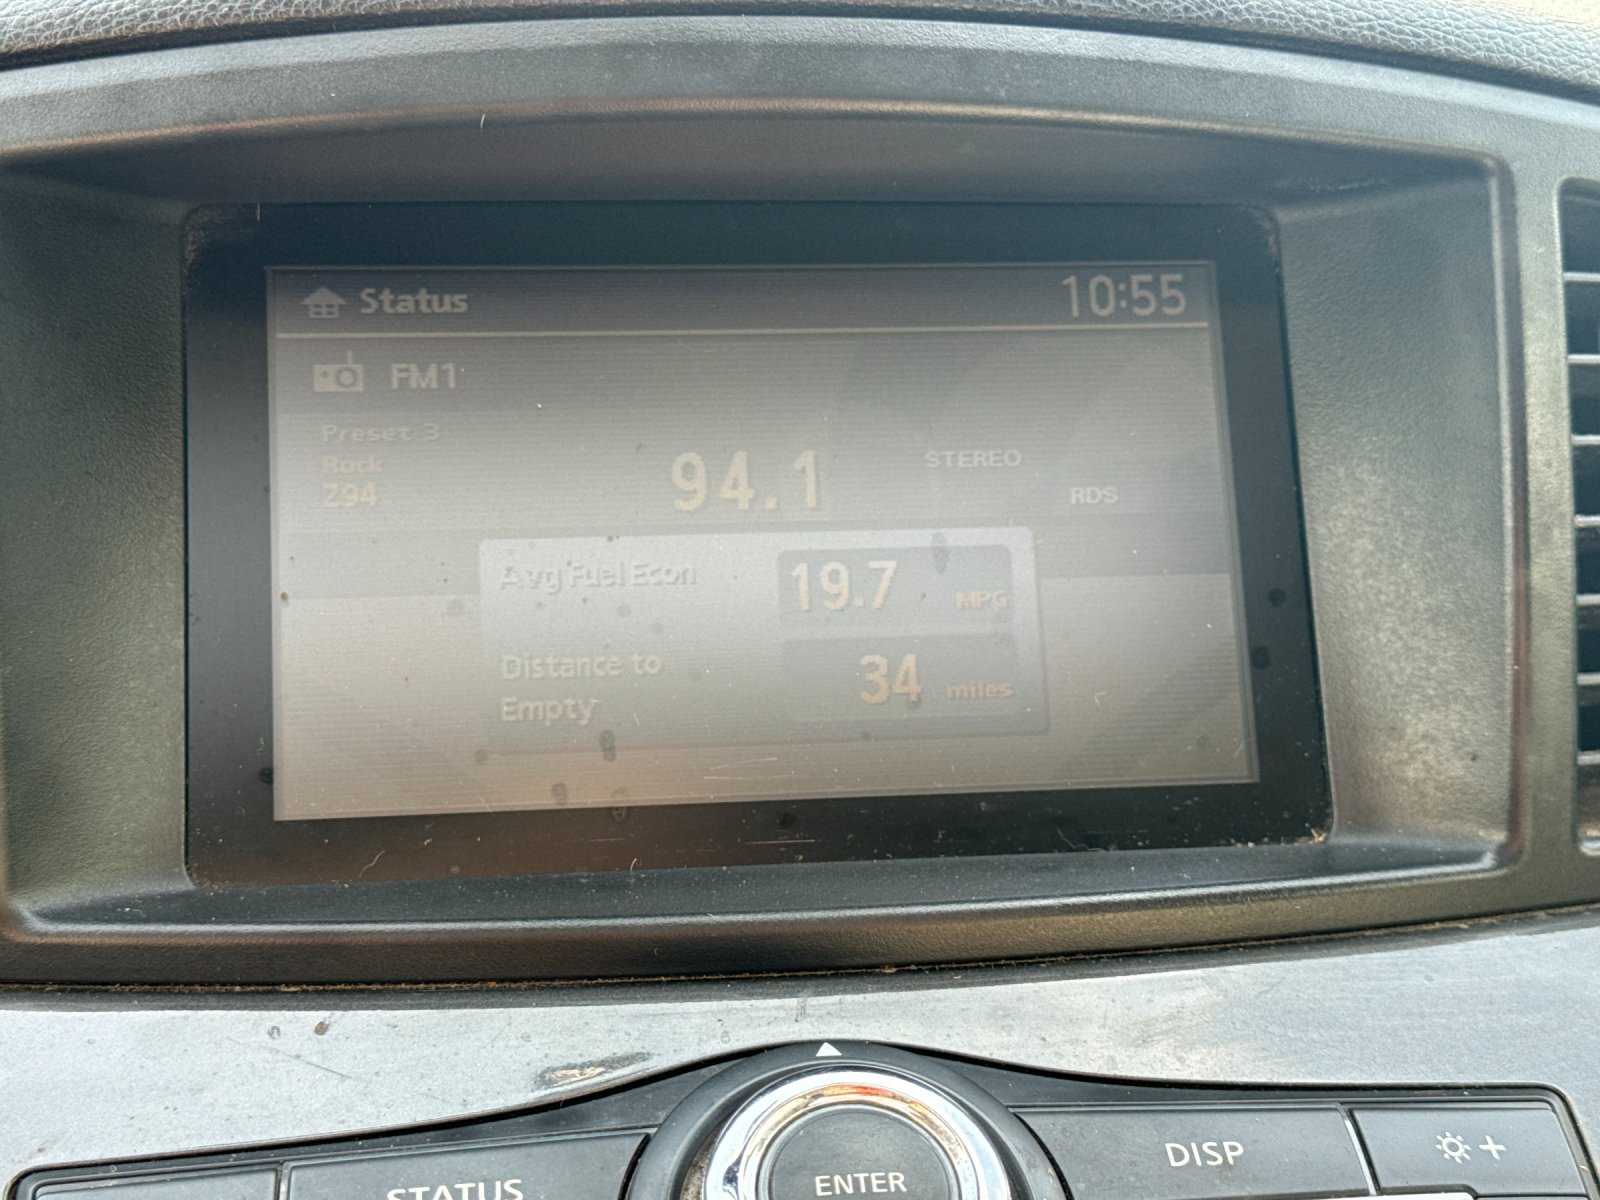 Status 10:55
FM1
Preset 3
Rock
Z94
94.1
STEREO
RDS
Avg Fuel Econ 19.7 MPG
Distance to
Empty
34 miles
DISP
+
STATUS
ENTER